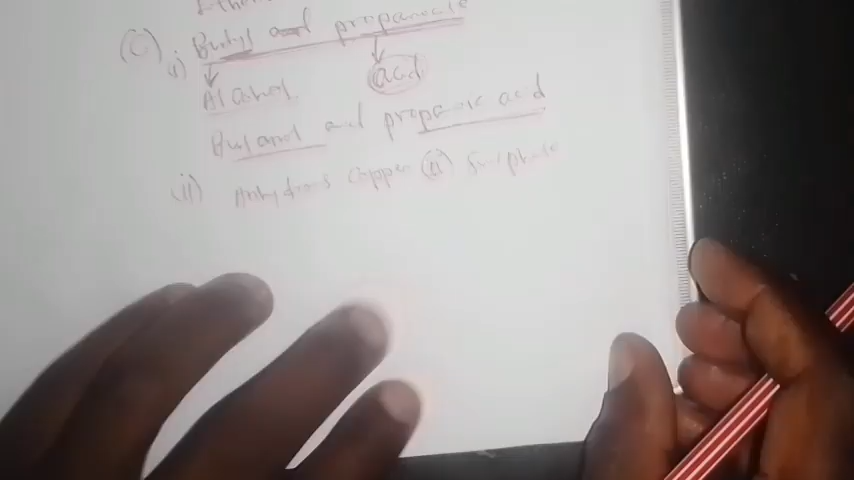 (C) i) Butyl and propanoate
Alcohol acid
Butanol and propanoic acid
ii) Anhydrous Copper (ii) Sulphate